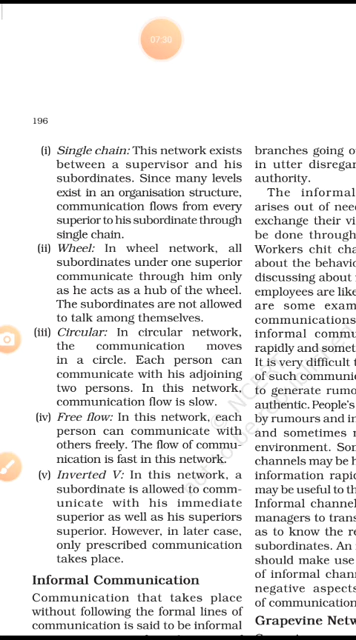 07:30
196
(i) Single chain: This network exists
between a supervisor and his
subordinates. Since many levels
exist in an organisation structure,
communication flows from every
superior to his subordinate through
single chain.
(ii) Wheel: In wheel network, all
subordinates under one superior
communicate through him only
as he acts as a hub of the wheel.
The subordinates are not allowed
to talk among themselves.
(iii) Circular: In circular network,
the communication moves
in a circle. Each person can
communicate with his adjoining
two persons. In this network,
communication flow is slow.
(iv) Free flow: In this network, each
person can communicate with
others freely. The flow of commu-
nication is fast in this network.
(v) Inverted V: In this network, a
subordinate is allowed to comm-
unicate with his immediate
superior as well as his superiors
superior. However, in later case,
only prescribed communication
takes place.
Informal Communication
Communication that takes place
without following the formal lines of
communication is said to be informal
branches going o
in utter disregar
authority.
The informal
arises out of nee
exchange their vi
be done through
Workers chit cha
about the behavio
discussing about
employees are like
are some exam
communications
informal commu
rapidly and somet
It is very difficult t
of such communic
to generate rumo
authentic. People's
by rumours and in
and sometimes
environment. Som
channels may be h
information rapid
may be useful to th
Informal channel
managers to trans
as to know the re
subordinates. An
should make use
of informal chann
negative aspects
of communication
Grapevine Netw